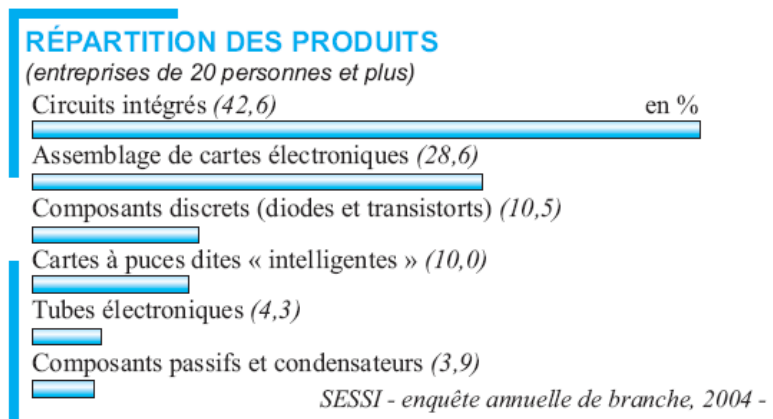 RÉPARTITION DES PRODUITS
(entreprises de 20 personnes et plus)
Circuits intégrés (42,6) en %
Assemblage de cartes électroniques (28,6)
Composants discrets (diodes et transistorts) (10,5)
Cartes à puces dites « intelligentes » (10,0)
Tubes électroniques (4,3)
Composants passifs et condensateurs (3,9)
SESSI - enquête annuelle de branche, 2004 -